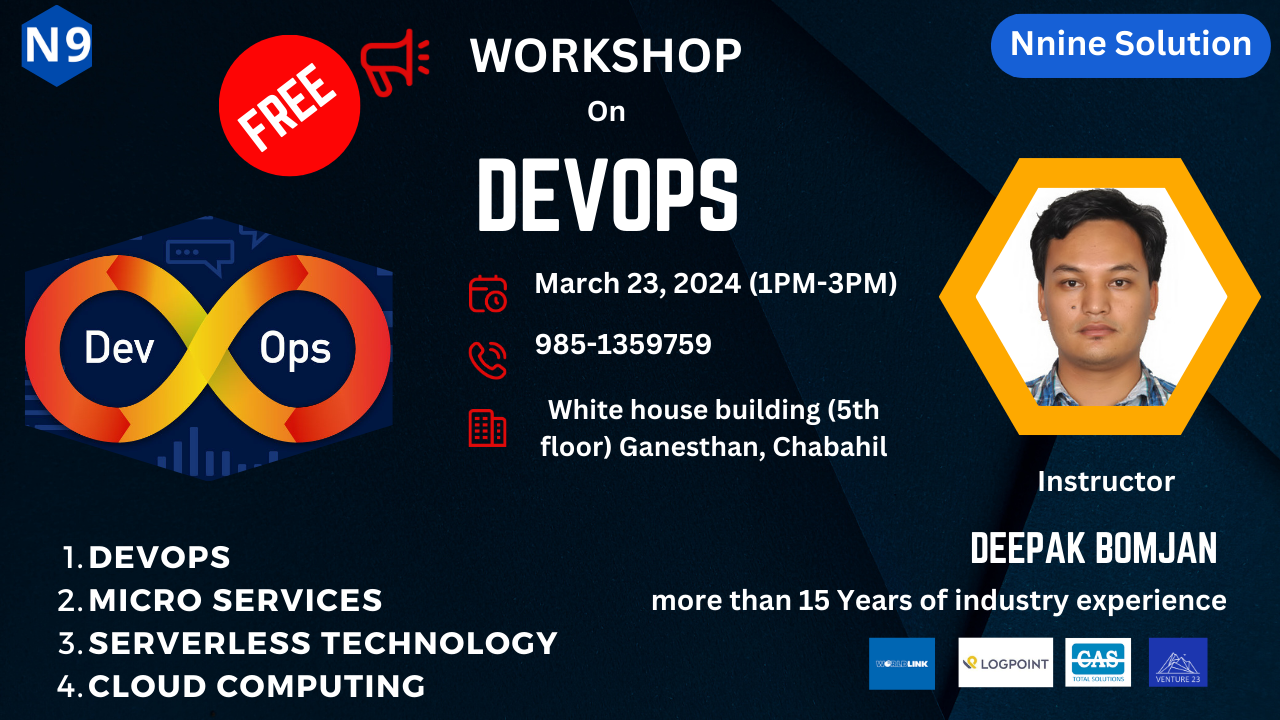 N9
FREE
WORKSHOP
On
DEVOPS
Nnine Solution
Dev Ops
March 23, 2024 (1PM-3PM)
985-1359759
White house building (5th
floor) Ganesthan, Chabahil
Instructor
DEEPAK BOMJAN
more than 15 Years of industry experience
1. DEVOPS
2. MICRO SERVICES
3. SERVERLESS TECHNOLOGY
4. CLOUD COMPUTING
WORLDLINK
LOGPOINT
CAS
TOTAL SOLUTIONS
VENTURE 23